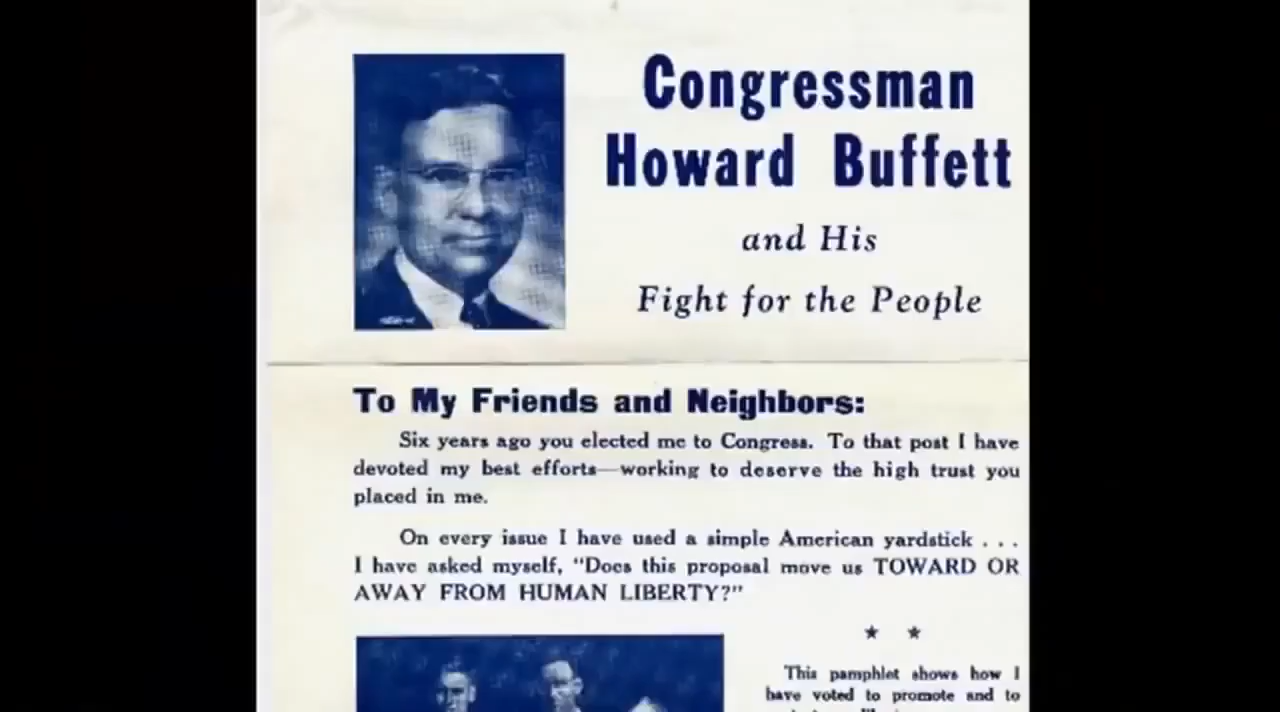 Congressman
Howard Buffett
and His
Fight for the People
To My Friends and Neighbors:
Six years ago you elected me to Congress. To that post I have
devoted my best efforts—working to deserve the high trust you
placed in me.
On every issue I have used a simple American yardstick . . .
I have asked myself, “Does this proposal move us TOWARD OR
AWAY FROM HUMAN LIBERTY?”
★ ★
This pamphlet shows how I
have voted to promote and to